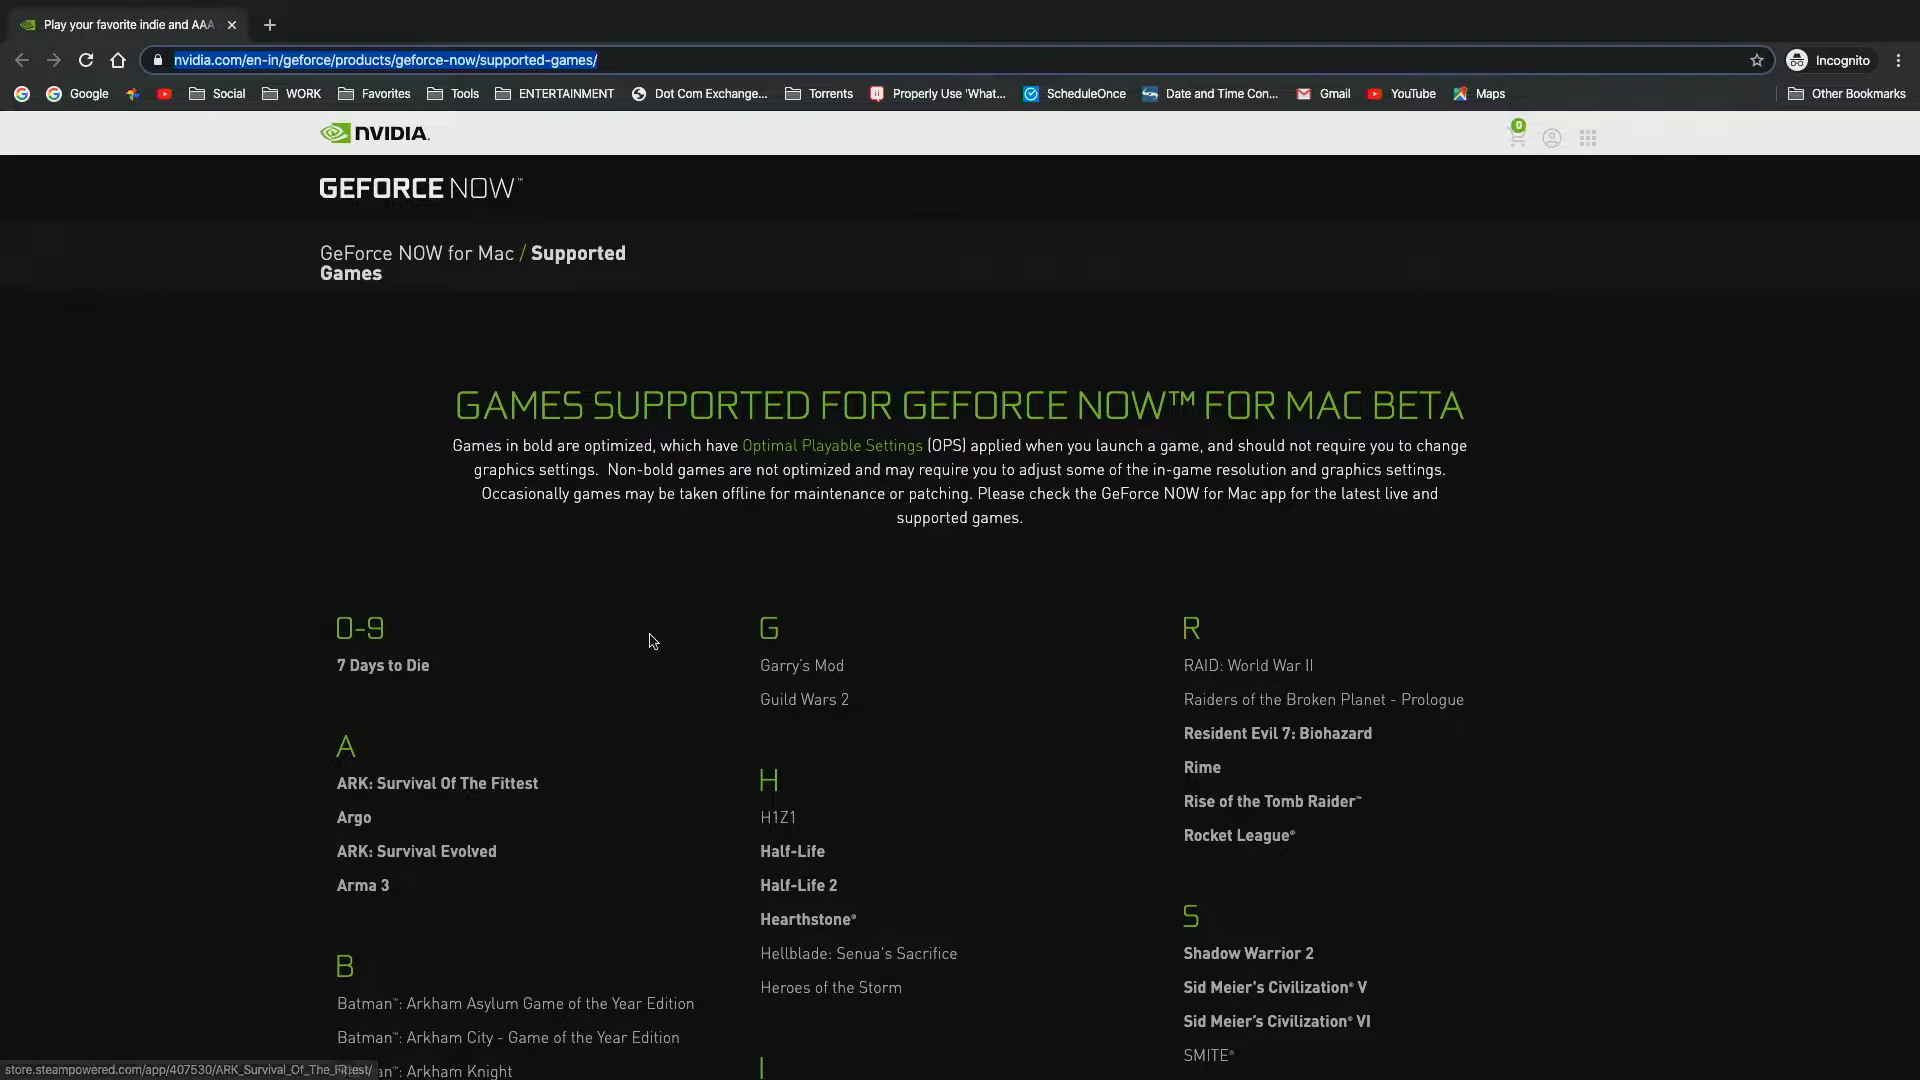 Play your favorite indie and AAA
nvidia.com/en-in/geforce/products/geforce-now/supported-games/
Incognito
Google
Social
WORK
Favorites
Tools
ENTERTAINMENT
Dot Com Exchange...
Torrents
Properly Use 'What...
ScheduleOnce
Date and Time Con...
Gmail
YouTube
Maps
Other Bookmarks
NVIDIA.
0
GEFORCE NOW™
GeForce NOW for Mac / Supported
Games
GAMES SUPPORTED FOR GEFORCE NOW™ FOR MAC BETA
Games in bold are optimized, which have Optimal Playable Settings (OPS) applied when you launch a game, and should not require you to change
graphics settings. Non-bold games are not optimized and may require you to adjust some of the in-game resolution and graphics settings.
Occasionally games may be taken offline for maintenance or patching. Please check the GeForce NOW for Mac app for the latest live and
supported games.
0-9
7 Days to Die
A
ARK: Survival Of The Fittest
Argo
ARK: Survival Evolved
Arma 3
B
Batman™: Arkham Asylum Game of the Year Edition
Batman™: Arkham City - Game of the Year Edition
an™: Arkham Knight
G
Garry's Mod
Guild Wars 2
H
H1Z1
Half-Life
Half-Life 2
Hearthstone®
Hellblade: Senua's Sacrifice
Heroes of the Storm
I
R
RAID: World War II
Raiders of the Broken Planet - Prologue
Resident Evil 7: Biohazard
Rime
Rise of the Tomb Raider™
Rocket League®
S
Shadow Warrior 2
Sid Meier's Civilization® V
Sid Meier's Civilization® VI
SMITE®
store.steampowered.com/app/407530/ARK_Survival_Of_The_Fittest/